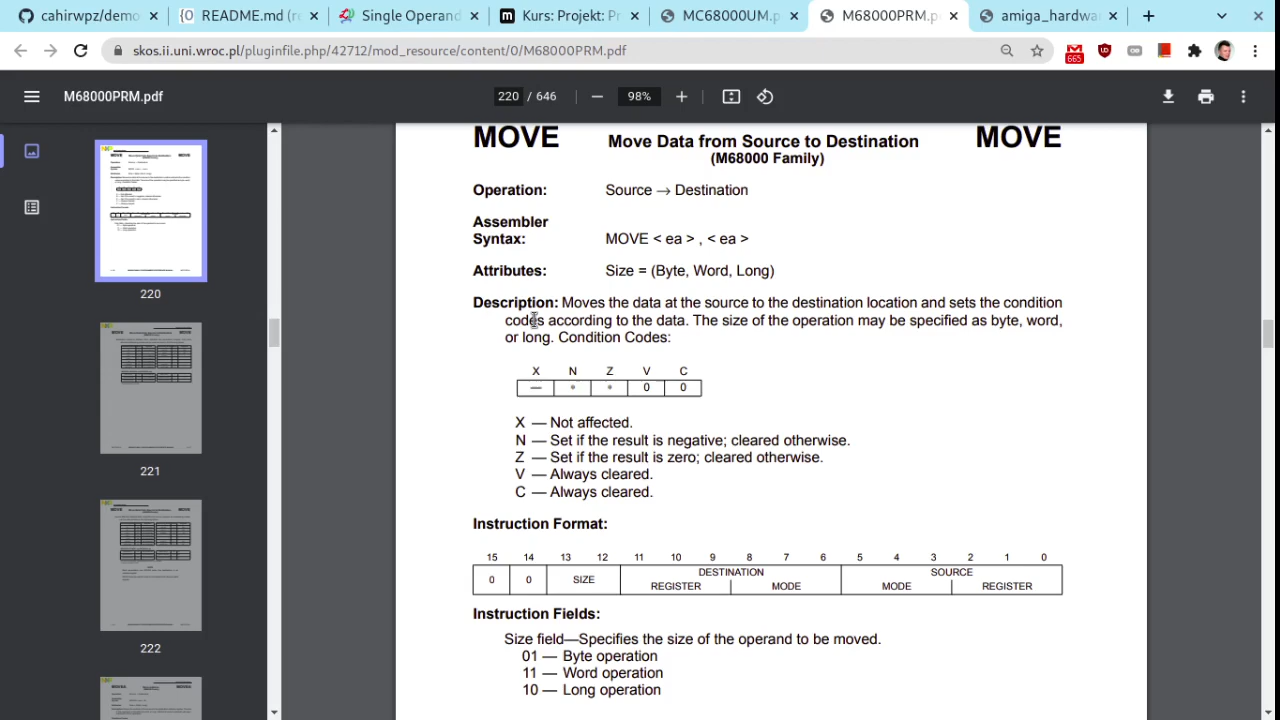 cahirwpz/demo
README.md (re
Single Operand
Kurs: Projekt: Pr
MC68000UM.p
M68000PRM.p
amiga_hardwa
skos.ii.uni.wroc.pl/pluginfile.php/42712/mod_resource/content/0/M68000PRM.pdf
665
M68000PRM.pdf
220 / 646
98%
220
221
222
MOVE
Move Data from Source to Destination
(M68000 Family)
MOVE
Operation: Source → Destination
Assembler
Syntax: MOVE < ea > , < ea >
Attributes: Size = (Byte, Word, Long)
Description: Moves the data at the source to the destination location and sets the condition
codes according to the data. The size of the operation may be specified as byte, word,
or long. Condition Codes:
X N Z V C
— * * 0 0
X — Not affected.
N — Set if the result is negative; cleared otherwise.
Z — Set if the result is zero; cleared otherwise.
V — Always cleared.
C — Always cleared.
Instruction Format:
15 14 13 12 11 10 9 8 7 6 5 4 3 2 1 0
0 0 SIZE DESTINATION SOURCE
REGISTER MODE MODE REGISTER
Instruction Fields:
Size field—Specifies the size of the operand to be moved.
01 — Byte operation
11 — Word operation
10 — Long operation